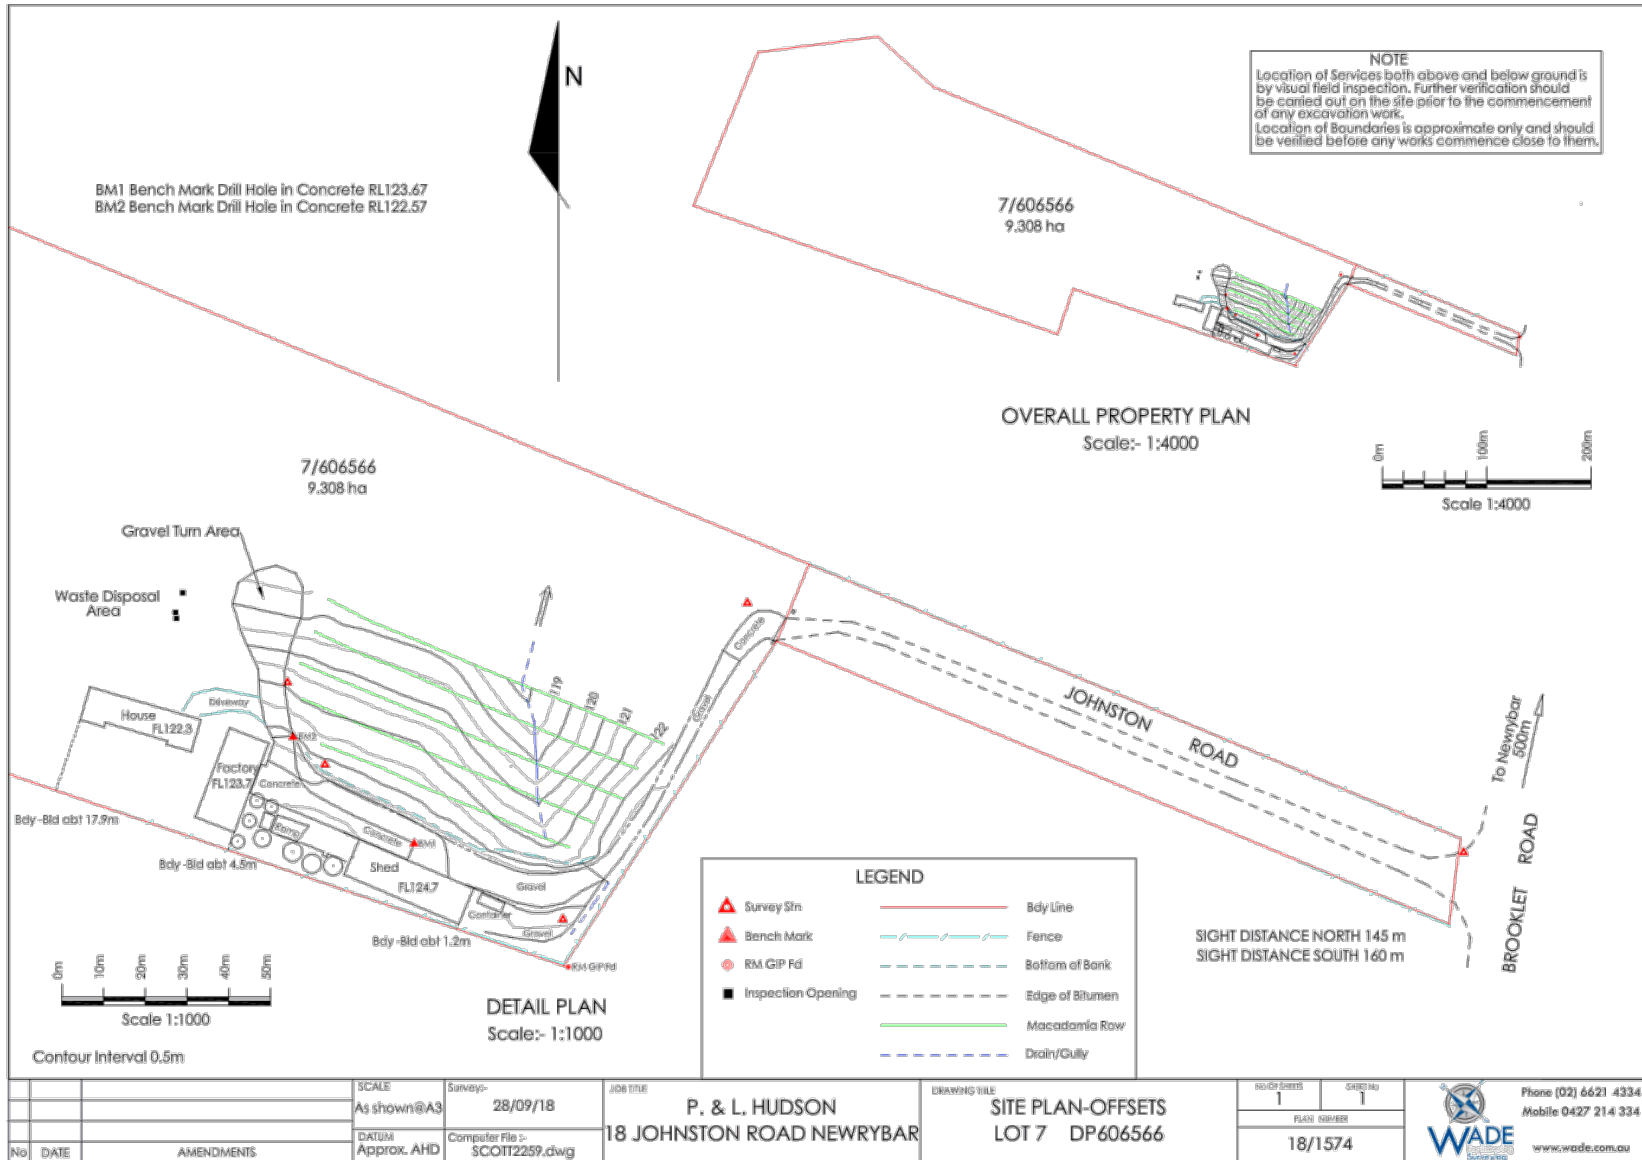 N
NOTE
Location of Services both above and below ground is
by visual field inspection. Further verification should
be carried out on the site prior to the commencement
of any excavation work.
Location of Boundaries is approximate only and should
be verified before any works commence close to them.
BM1 Bench Mark Drill Hole in Concrete RL123.67
BM2 Bench Mark Drill Hole in Concrete RL122.57
7/606566
9.308 ha
OVERALL PROPERTY PLAN
Scale:- 1:4000
0m
100m
200m
Scale 1:4000
7/606566
9.308 ha
Gravel Turn Area
Waste Disposal
Area
House
FL122.3
Driveway
BM2
Factory
FL123.7
Concrete
Ramp
Concrete
BM1
Shed
FL124.7
Gravel
Container
Gravel
RM GIP Fd
Bdy -Bld abt 17.9m
Bdy -Bld abt 4.5m
Bdy -Bld abt 1.2m
119
120
121
122
Gravel
Concrete
JOHNSTON ROAD
To Newrybar
500m
BROOKLET ROAD
SIGHT DISTANCE NORTH 145 m
SIGHT DISTANCE SOUTH 160 m
0m
10m
20m
30m
40m
50m
Scale 1:1000
Contour Interval 0.5m
DETAIL PLAN
Scale:- 1:1000
LEGEND
Survey Stn
Bench Mark
RM GIP Fd
Inspection Opening
Bdy Line
Fence
Bottom of Bank
Edge of Bitumen
Macadamia Row
Drain/Gully
No
DATE
AMENDMENTS
SCALE
As shown@A3
DATUM
Approx. AHD
Survey:-
28/09/18
Computer File :-
SCOTT2259.dwg
JOB TITLE
P. & L. HUDSON
18 JOHNSTON ROAD NEWRYBAR
DRAWING TITLE
SITE PLAN-OFFSETS
LOT 7 DP606566
NO OF SHEETS
1
SHEET No
1
PLAN NUMBER
18/1574
WADE
Phone (02) 6621 4334
Mobile 0427 214 334
www.wade.com.au